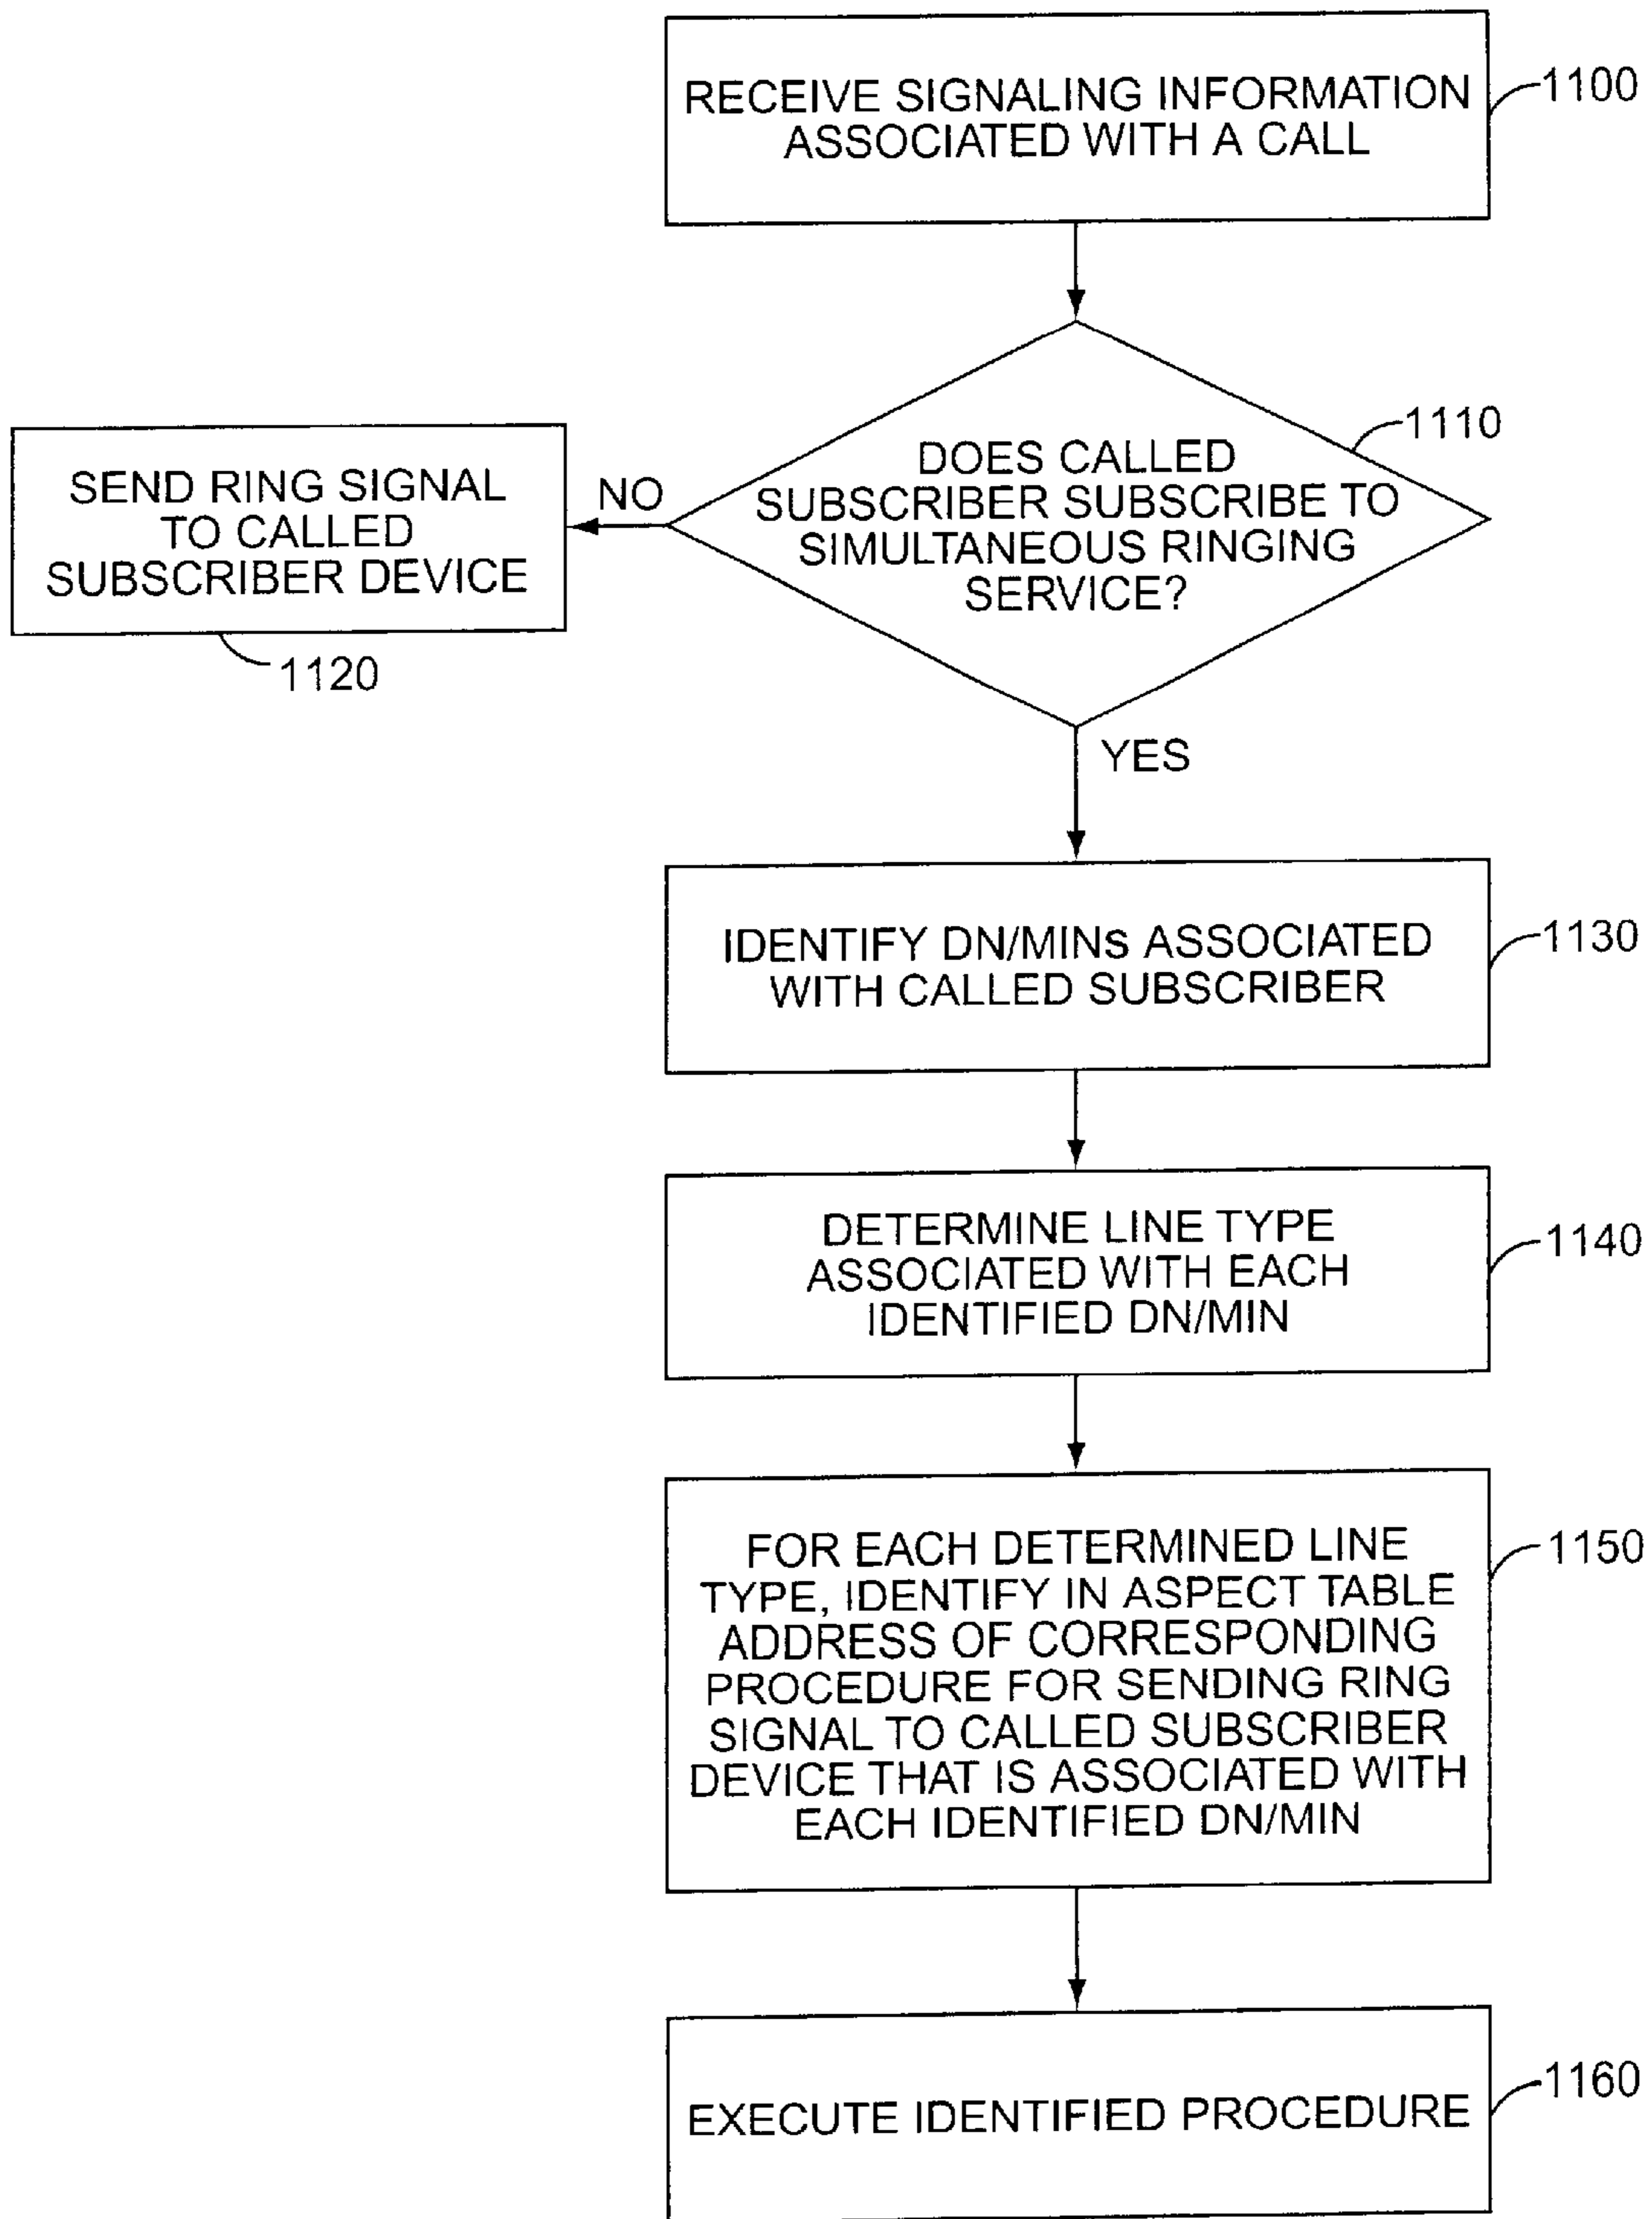 RECEIVE SIGNALING INFORMATION
ASSOCIATED WITH A CALL
1100
DOES CALLED
SUBSCRIBER SUBSCRIBE TO
SIMULTANEOUS RINGING
SERVICE?
1110
NO
SEND RING SIGNAL
TO CALLED
SUBSCRIBER DEVICE
1120
YES
IDENTIFY DN/MINs ASSOCIATED
WITH CALLED SUBSCRIBER
1130
DETERMINE LINE TYPE
ASSOCIATED WITH EACH
IDENTIFIED DN/MIN
1140
FOR EACH DETERMINED LINE
TYPE, IDENTIFY IN ASPECT TABLE
ADDRESS OF CORRESPONDING
PROCEDURE FOR SENDING RING
SIGNAL TO CALLED SUBSCRIBER
DEVICE THAT IS ASSOCIATED WITH
EACH IDENTIFIED DN/MIN
1150
EXECUTE IDENTIFIED PROCEDURE
1160